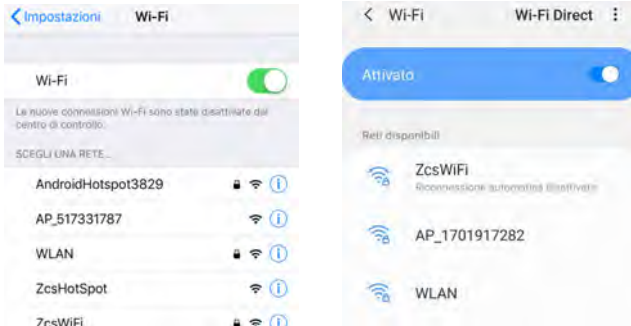 Impostazioni Wi-Fi
Wi-Fi
Le nuove connessioni Wi-Fi sono state disattivate dal
centro di controllo.
SCEGLI UNA RETE...
AndroidHotspot3829
AP_517331787
WLAN
ZcsHotSpot
ZcsWiFi
Wi-Fi Wi-Fi Direct
Attivato
Reti disponibili
ZcsWiFi
Riconnessione automatica disattivata
AP_1701917282
WLAN